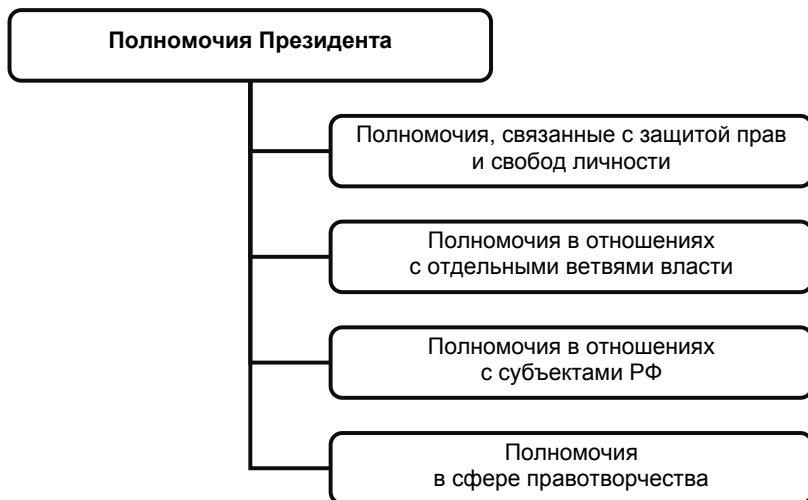 Полномочия Президента
Полномочия, связанные с защитой прав
и свобод личности
Полномочия в отношениях
с отдельными ветвями власти
Полномочия в отношениях
с субъектами РФ
Полномочия
в сфере правотворчества